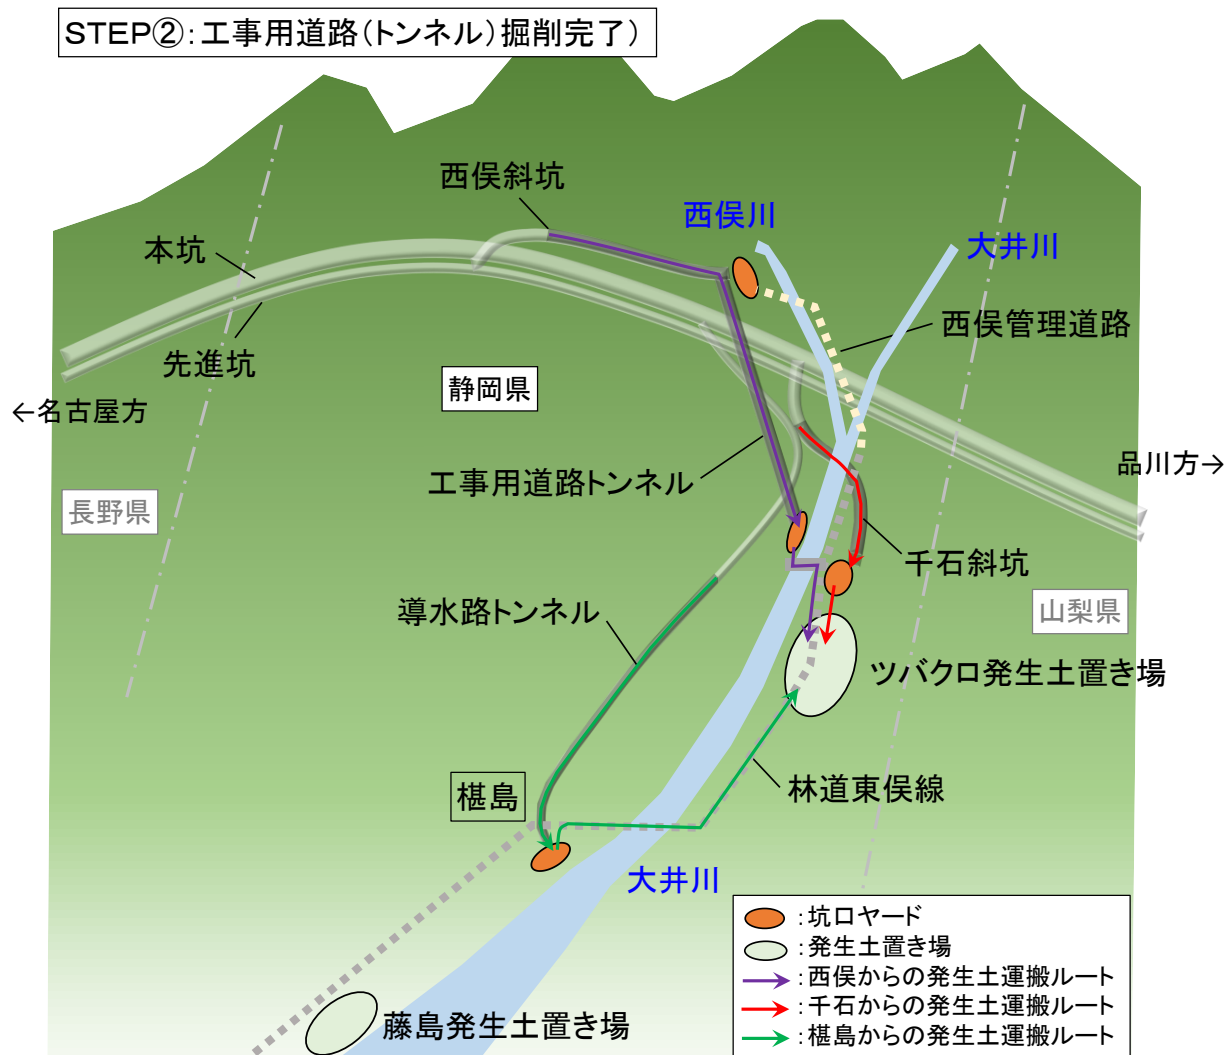 STEP②:工事用道路(トンネル)掘削完了)
西俣斜坑
西俣川
大井川
本坑
先進坑
西俣管理道路
静岡県
←名古屋方
品川方→
工事用道路トンネル
長野県
千石斜坑
山梨県
導水路トンネル
ツバクロ発生土置き場
椹島
林道東俣線
大井川
藤島発生土置き場
:坑口ヤード
:発生土置き場
:西俣からの発生土運搬ルート
:千石からの発生土運搬ルート
:椹島からの発生土運搬ルート